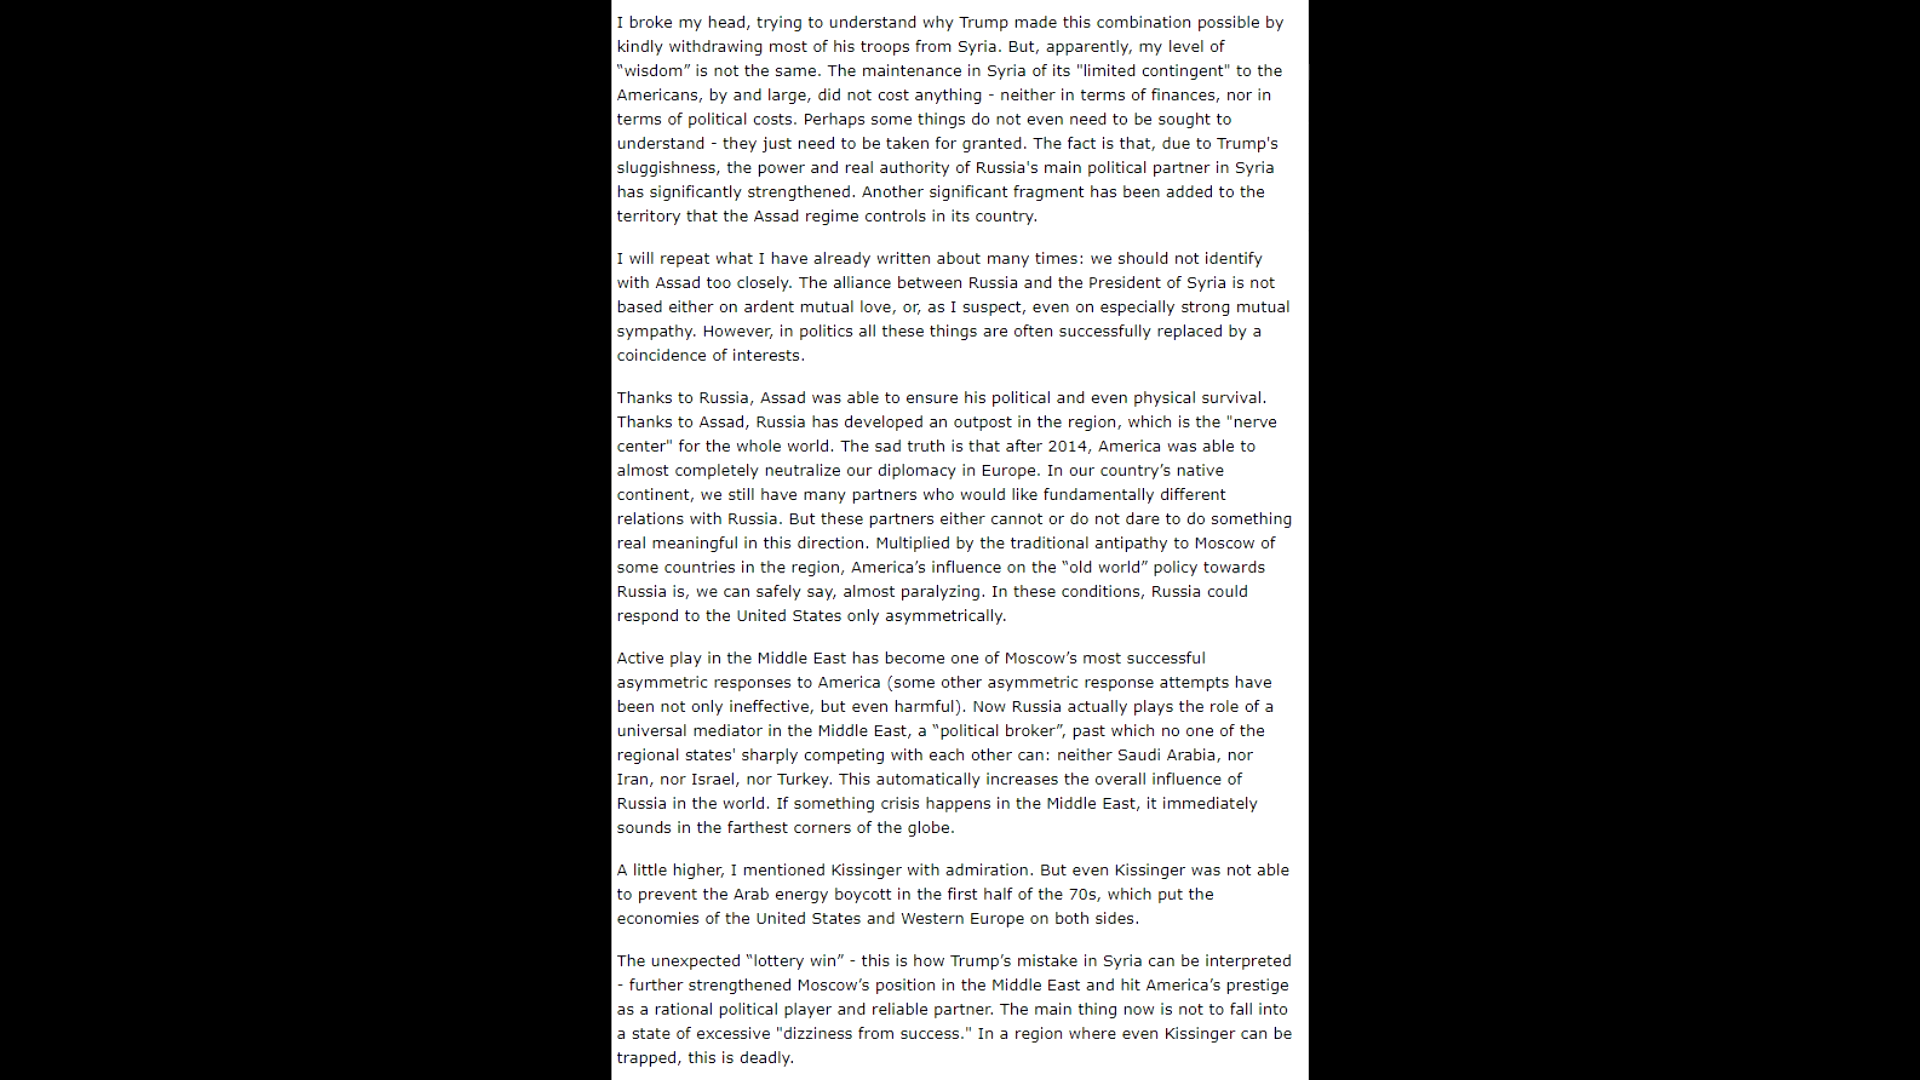 I broke my head, trying to understand why Trump made this combination possible by
kindly withdrawing most of his troops from Syria. But, apparently, my level of
“wisdom” is not the same. The maintenance in Syria of its "limited contingent" to the
Americans, by and large, did not cost anything - neither in terms of finances, nor in
terms of political costs. Perhaps some things do not even need to be sought to
understand - they just need to be taken for granted. The fact is that, due to Trump's
sluggishness, the power and real authority of Russia's main political partner in Syria
has significantly strengthened. Another significant fragment has been added to the
territory that the Assad regime controls in its country.
I will repeat what I have already written about many times: we should not identify
with Assad too closely. The alliance between Russia and the President of Syria is not
based either on ardent mutual love, or, as I suspect, even on especially strong mutual
sympathy. However, in politics all these things are often successfully replaced by a
coincidence of interests.
Thanks to Russia, Assad was able to ensure his political and even physical survival.
Thanks to Assad, Russia has developed an outpost in the region, which is the "nerve
center" for the whole world. The sad truth is that after 2014, America was able to
almost completely neutralize our diplomacy in Europe. In our country’s native
continent, we still have many partners who would like fundamentally different
relations with Russia. But these partners either cannot or do not dare to do something
real meaningful in this direction. Multiplied by the traditional antipathy to Moscow of
some countries in the region, America’s influence on the “old world” policy towards
Russia is, we can safely say, almost paralyzing. In these conditions, Russia could
respond to the United States only asymmetrically.
Active play in the Middle East has become one of Moscow’s most successful
asymmetric responses to America (some other asymmetric response attempts have
been not only ineffective, but even harmful). Now Russia actually plays the role of a
universal mediator in the Middle East, a “political broker”, past which no one of the
regional states' sharply competing with each other can: neither Saudi Arabia, nor
Iran, nor Israel, nor Turkey. This automatically increases the overall influence of
Russia in the world. If something crisis happens in the Middle East, it immediately
sounds in the farthest corners of the globe.
A little higher, I mentioned Kissinger with admiration. But even Kissinger was not able
to prevent the Arab energy boycott in the first half of the 70s, which put the
economies of the United States and Western Europe on both sides.
The unexpected “lottery win” - this is how Trump’s mistake in Syria can be interpreted
- further strengthened Moscow’s position in the Middle East and hit America’s prestige
as a rational political player and reliable partner. The main thing now is not to fall into
a state of excessive "dizziness from success." In a region where even Kissinger can be
trapped, this is deadly.